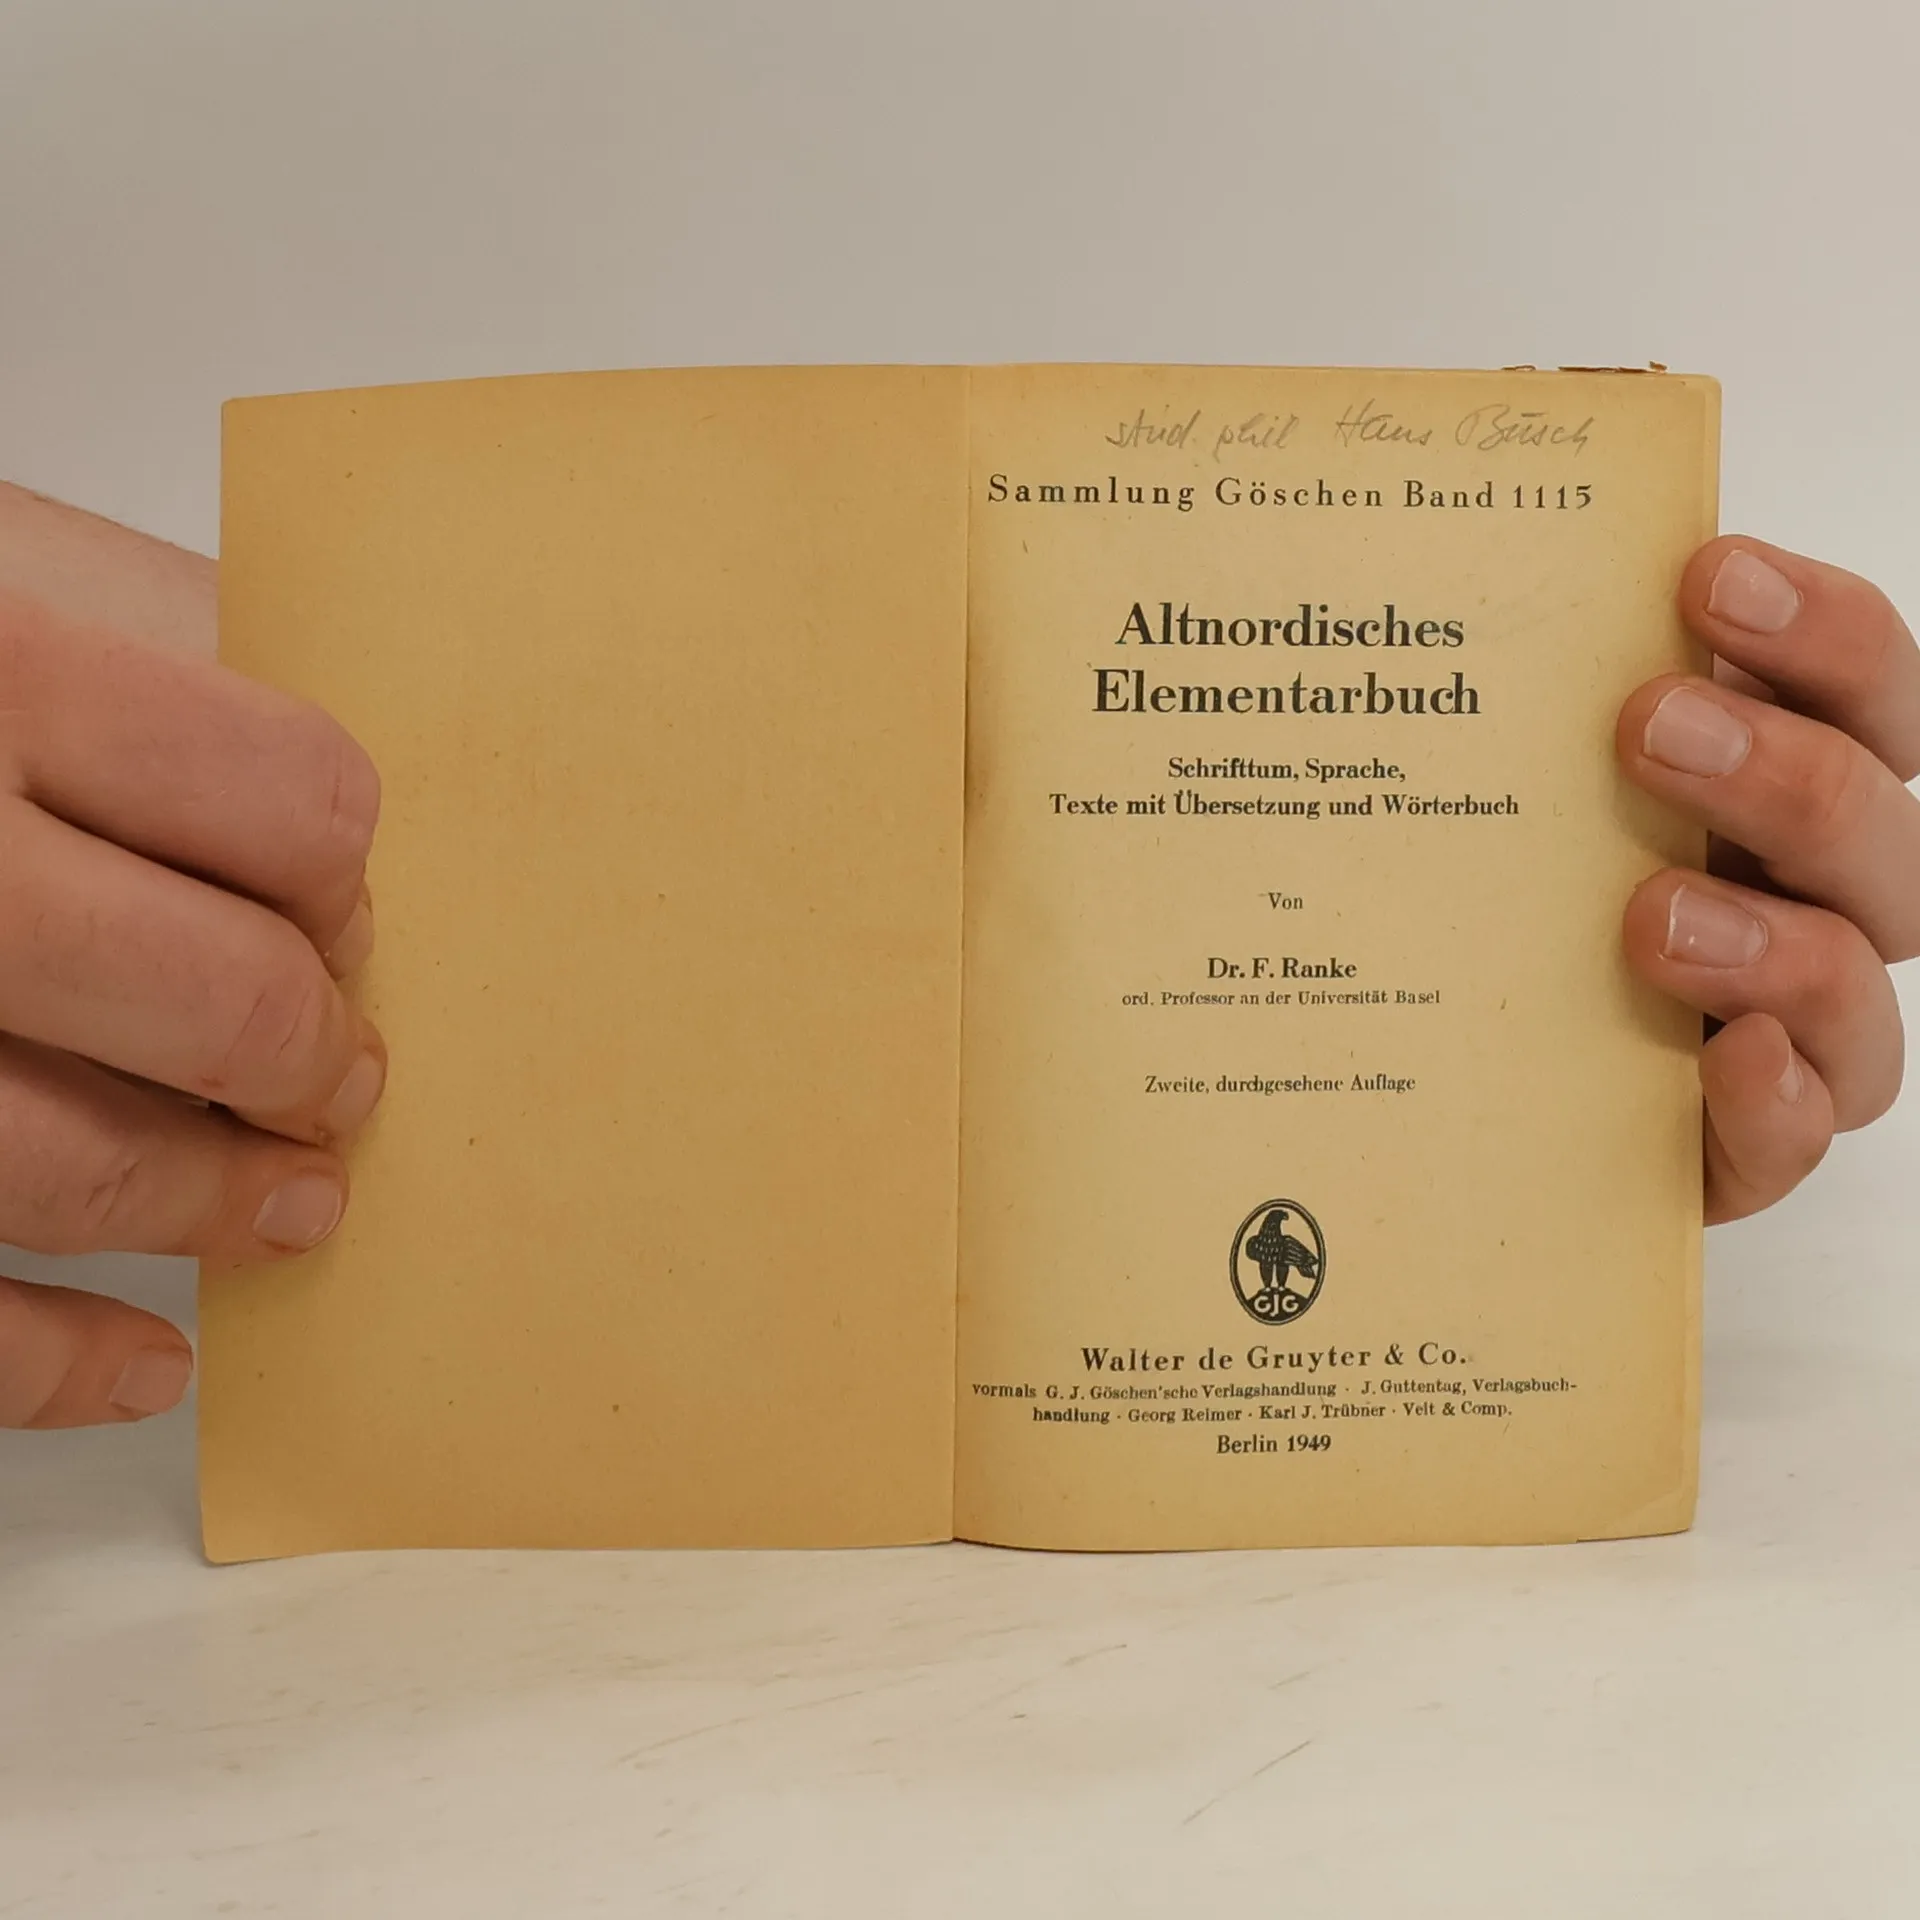 stud. phil Hans Busch
Sammlung Göschen Band 1115
Altnordisches
Elementarbuch
Schrifttum, Sprache,
Texte mit Übersetzung und Wörterbuch
Von
Dr. F. Ranke
ord. Professor an der Universität Basel
Zweite, durchgesehene Auflage
GJG
Walter de Gruyter & Co.
vormals G. J. Göschen'sche Verlagshandlung · J. Guttentag, Verlagsbuch-
handlung · Georg Reimer · Karl J. Trübner · Veit & Comp.
Berlin 1949